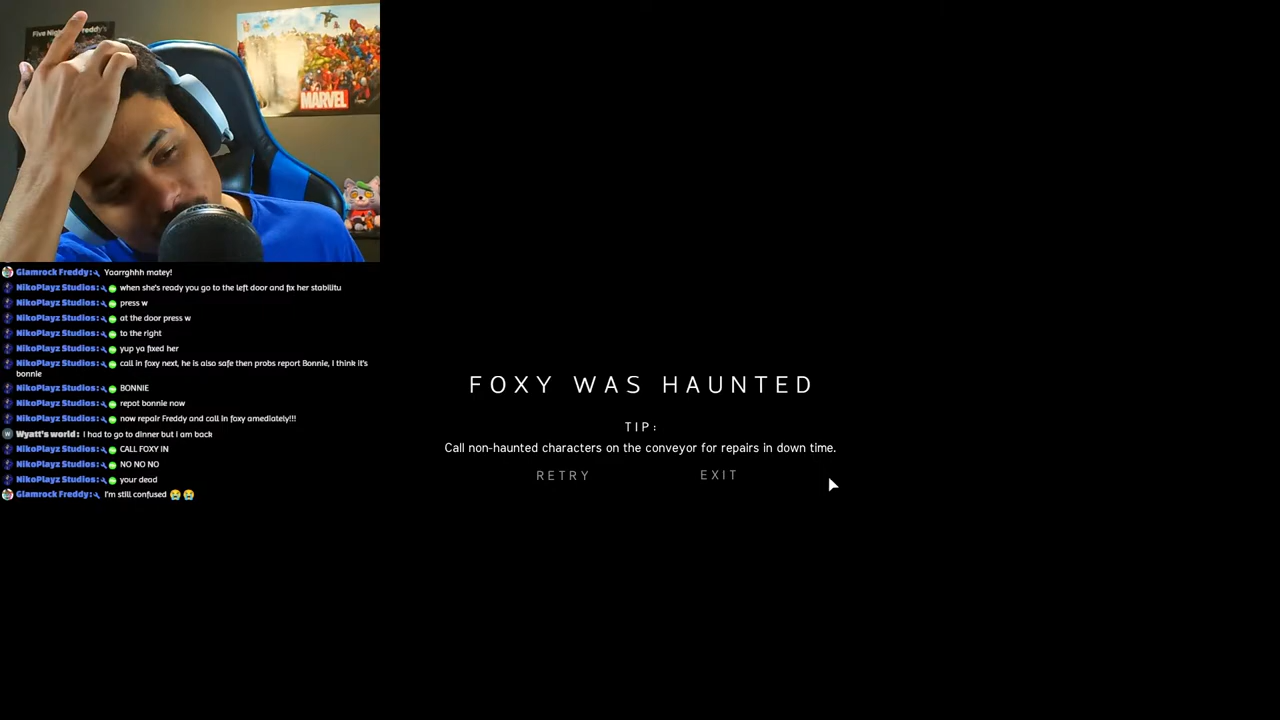 Five Nights Freddy's
MARVEL
Glamrock Freddy: Yaarrghhh matey!
NikoPlayz Studios: when she's ready you go to the left door and fix her stabilitu
NikoPlayz Studios: press w
NikoPlayz Studios: at the door press w
NikoPlayz Studios: to the right
NikoPlayz Studios: yup ya fixed her
NikoPlayz Studios: call in foxy next, he is also safe then probs report Bonnie, I think it's
bonnie
NikoPlayz Studios: BONNIE
NikoPlayz Studios: repot bonnie now
NikoPlayz Studios: now repair Freddy and call in foxy amediately!!!
W Wyatt's world: I had to go to dinner but I am back
NikoPlayz Studios: CALL FOXY IN
NikoPlayz Studios: NO NO NO
NikoPlayz Studios: your dead
Glamrock Freddy: I'm still confused 😭😭
FOXY WAS HAUNTED
TIP:
Call non-haunted characters on the conveyor for repairs in down time.
RETRY EXIT